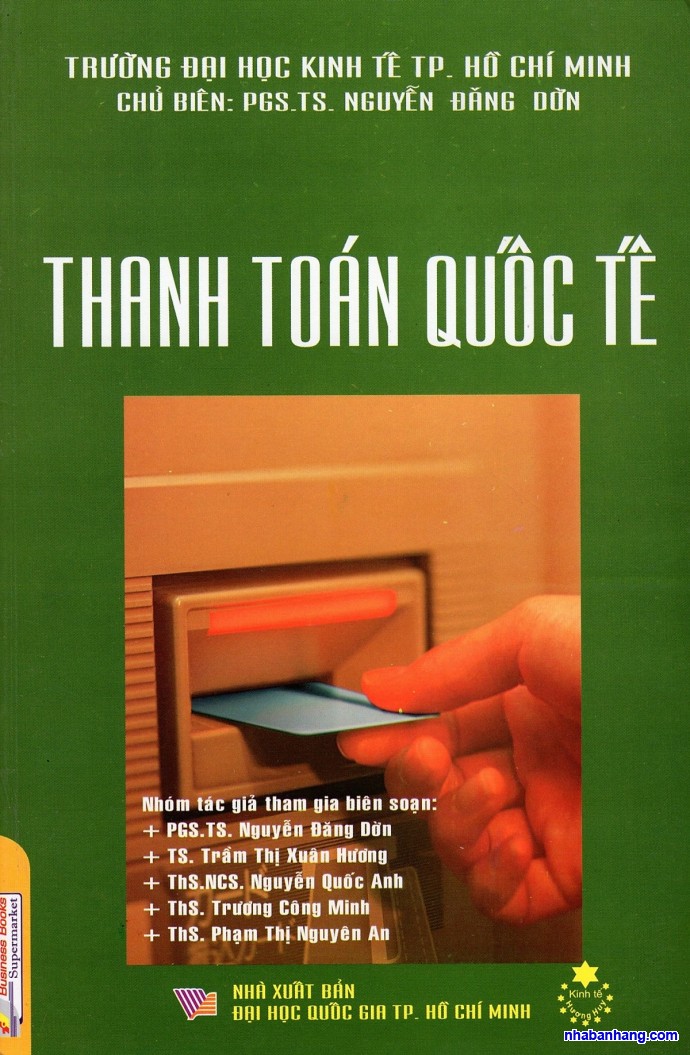 TRƯỜNG ĐẠI HỌC KINH TẾ TP. HỒ CHÍ MINH
CHỦ BIÊN: PGS.TS. NGUYỄN ĐĂNG DỜN
THANH TOÁN QUỐC TẾ
Nhóm tác giả tham gia biên soạn:
+ PGS.TS. Nguyễn Đăng Dờn
+ TS. Trầm Thị Xuân Hương
+ ThS.NCS. Nguyễn Quốc Anh
+ ThS. Trương Công Minh
+ ThS. Phạm Thị Nguyên An
Business Books
Supermarket
NHÀ XUẤT BẢN
ĐẠI HỌC QUỐC GIA TP. HỒ CHÍ MINH
Kinh tế
Hương Huy
nhabanhang.com